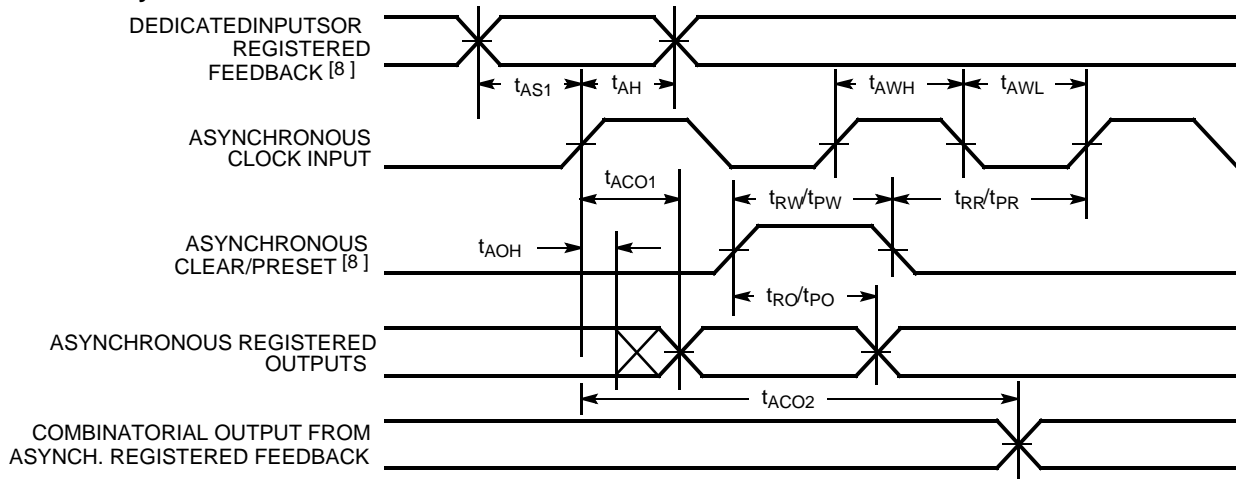 DEDICATEDINPUTSOR
REGISTERED
FEEDBACK [8 ]
tAS1
tAH
tAWH
tAWL
ASYNCHRONOUS
CLOCK INPUT
tACO1
tRW/tPW
tRR/tPR
ASYNCHRONOUS
CLEAR/PRESET [8 ]
tAOH
tRO/tPO
ASYNCHRONOUS REGISTERED
OUTPUTS
tACO2
COMBINATORIAL OUTPUT FROM
ASYNCH. REGISTERED FEEDBACK